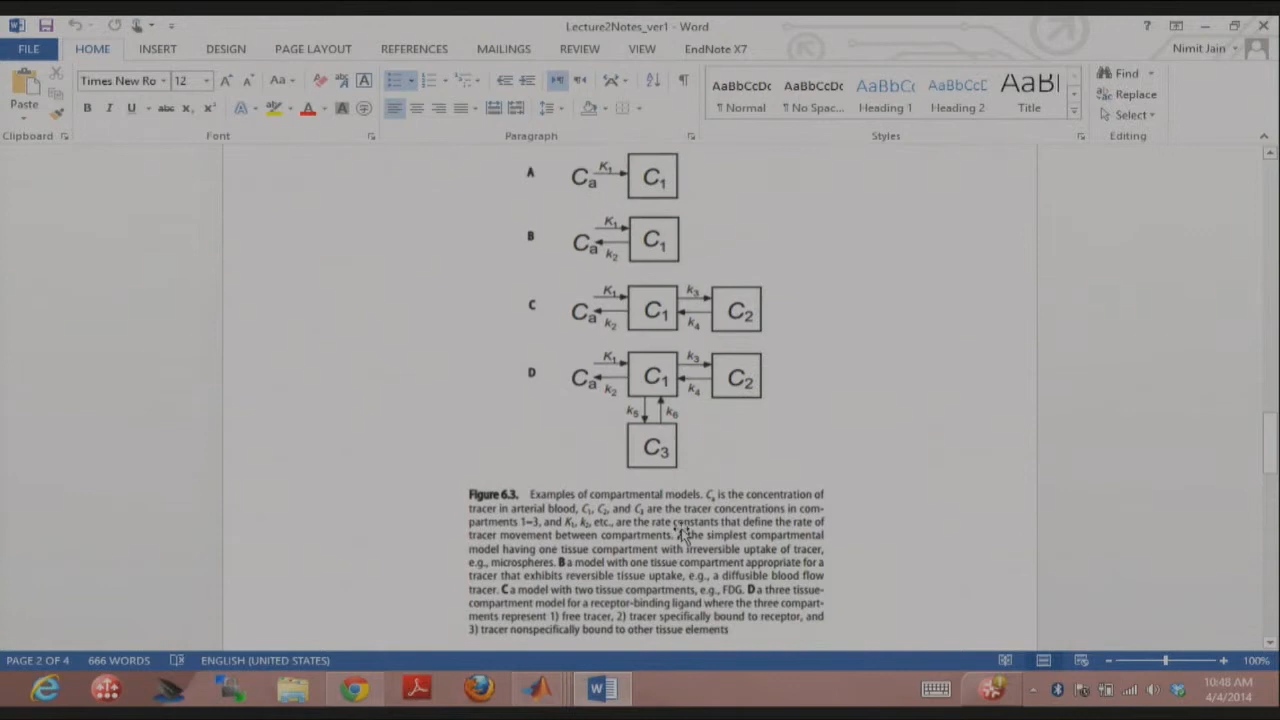 Lecture2Notes_ver1 - Word
FILE HOME INSERT DESIGN PAGE LAYOUT REFERENCES MAILINGS REVIEW VIEW EndNote X7 Nimit Jain
Paste
Times New Ro 12
Clipboard Font Paragraph Styles Editing
AaBbCcDc AaBbCcDc AaBbCc AaBbCcD AaBl
¶ Normal ¶ No Spac... Heading 1 Heading 2 Title
Find
Replace
Select
A Ca K1 C1
B Ca K1 k2 C1
C Ca K1 k2 C1 k3 k4 C2
D Ca K1 k2 C1 k3 k4 C2
k5 k6
C3
Figure 6.3. Examples of compartmental models. Ca is the concentration of
tracer in arterial blood, C1, C2, and C3 are the tracer concentrations in com-
partments 1–3, and K1, k2, etc., are the rate constants that define the rate of
tracer movement between compartments. the simplest compartmental
model having one tissue compartment with irreversible uptake of tracer,
e.g., microspheres. B a model with one tissue compartment appropriate for a
tracer that exhibits reversible tissue uptake, e.g., a diffusible blood flow
tracer. C a model with two tissue compartments, e.g., FDG. D a three tissue-
compartment model for a receptor-binding ligand where the three compart-
ments represent 1) free tracer, 2) tracer specifically bound to receptor, and
3) tracer nonspecifically bound to other tissue elements
PAGE 2 OF 4 666 WORDS ENGLISH (UNITED STATES) 100%
10:48 AM
4/4/2014